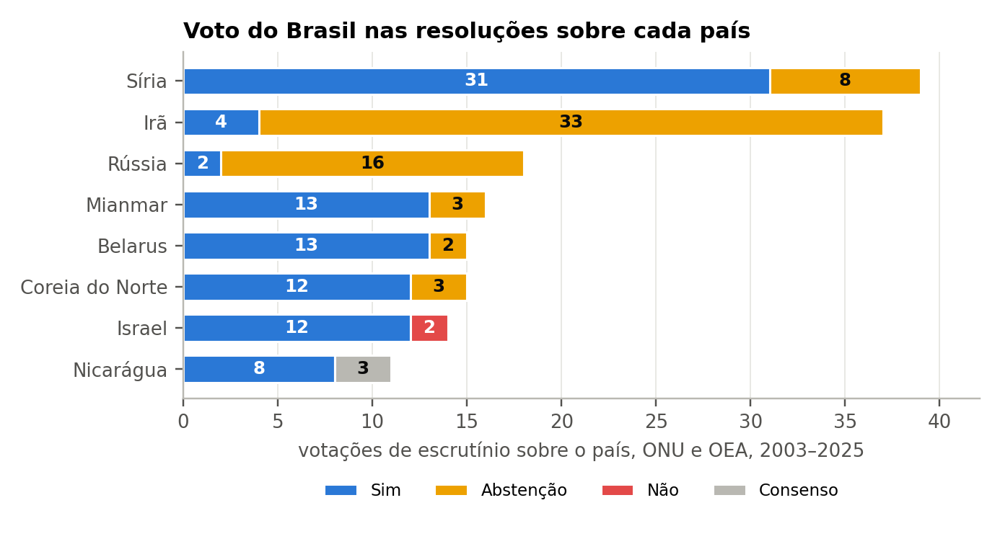 Voto do Brasil nas resoluções sobre cada país
Síria 31 8
Irã 4 33
Rússia 2 16
Mianmar 13 3
Belarus 13 2
Coreia do Norte 12 3
Israel 12 2
Nicarágua 8 3
0 5 10 15 20 25 30 35 40
votações de escrutínio sobre o país, ONU e OEA, 2003–2025
Sim Abstenção Não Consenso